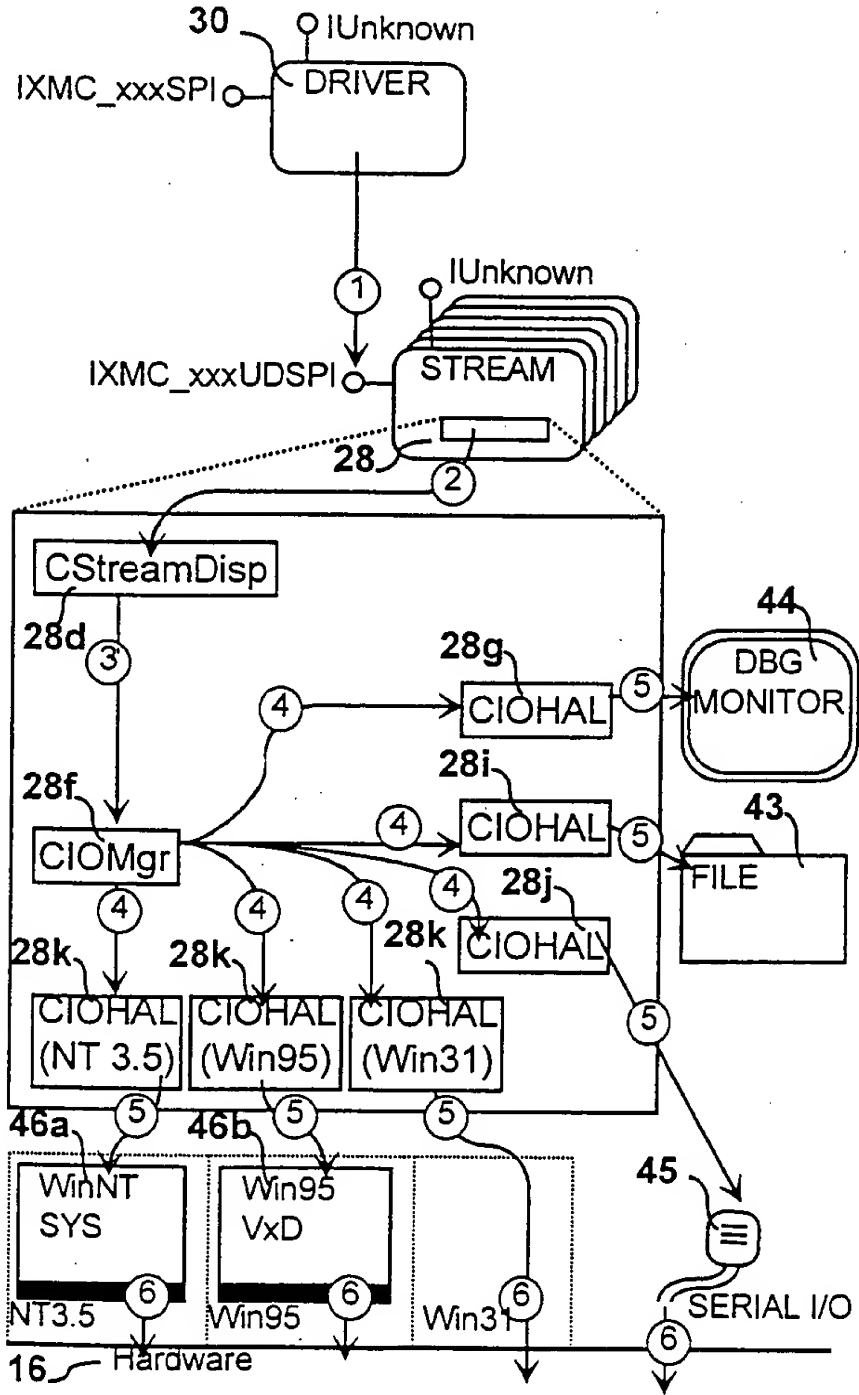 30
IUnknown
IXMC_xxxSPI
DRIVER
1
IUnknown
IXMC_xxxUDSPI
STREAM
28
2
CStreamDisp
28d
3
44
DBG
MONITOR
28g
4
CIOHAL
5
28i
28f
4
CIOHAL
5
43
FILE
CIOMgr
4
4
4
4
28j
CIOHAL
28k
28k
28k
CIOHAL
(NT 3.5)
CIOHAL
(Win95)
CIOHAL
(Win31)
5
5
5
5
46a
46b
45
WinNT
SYS
Win95
VxD
6
6
6
NT3.5
Win95
Win31
SERIAL I/O
6
16
Hardware